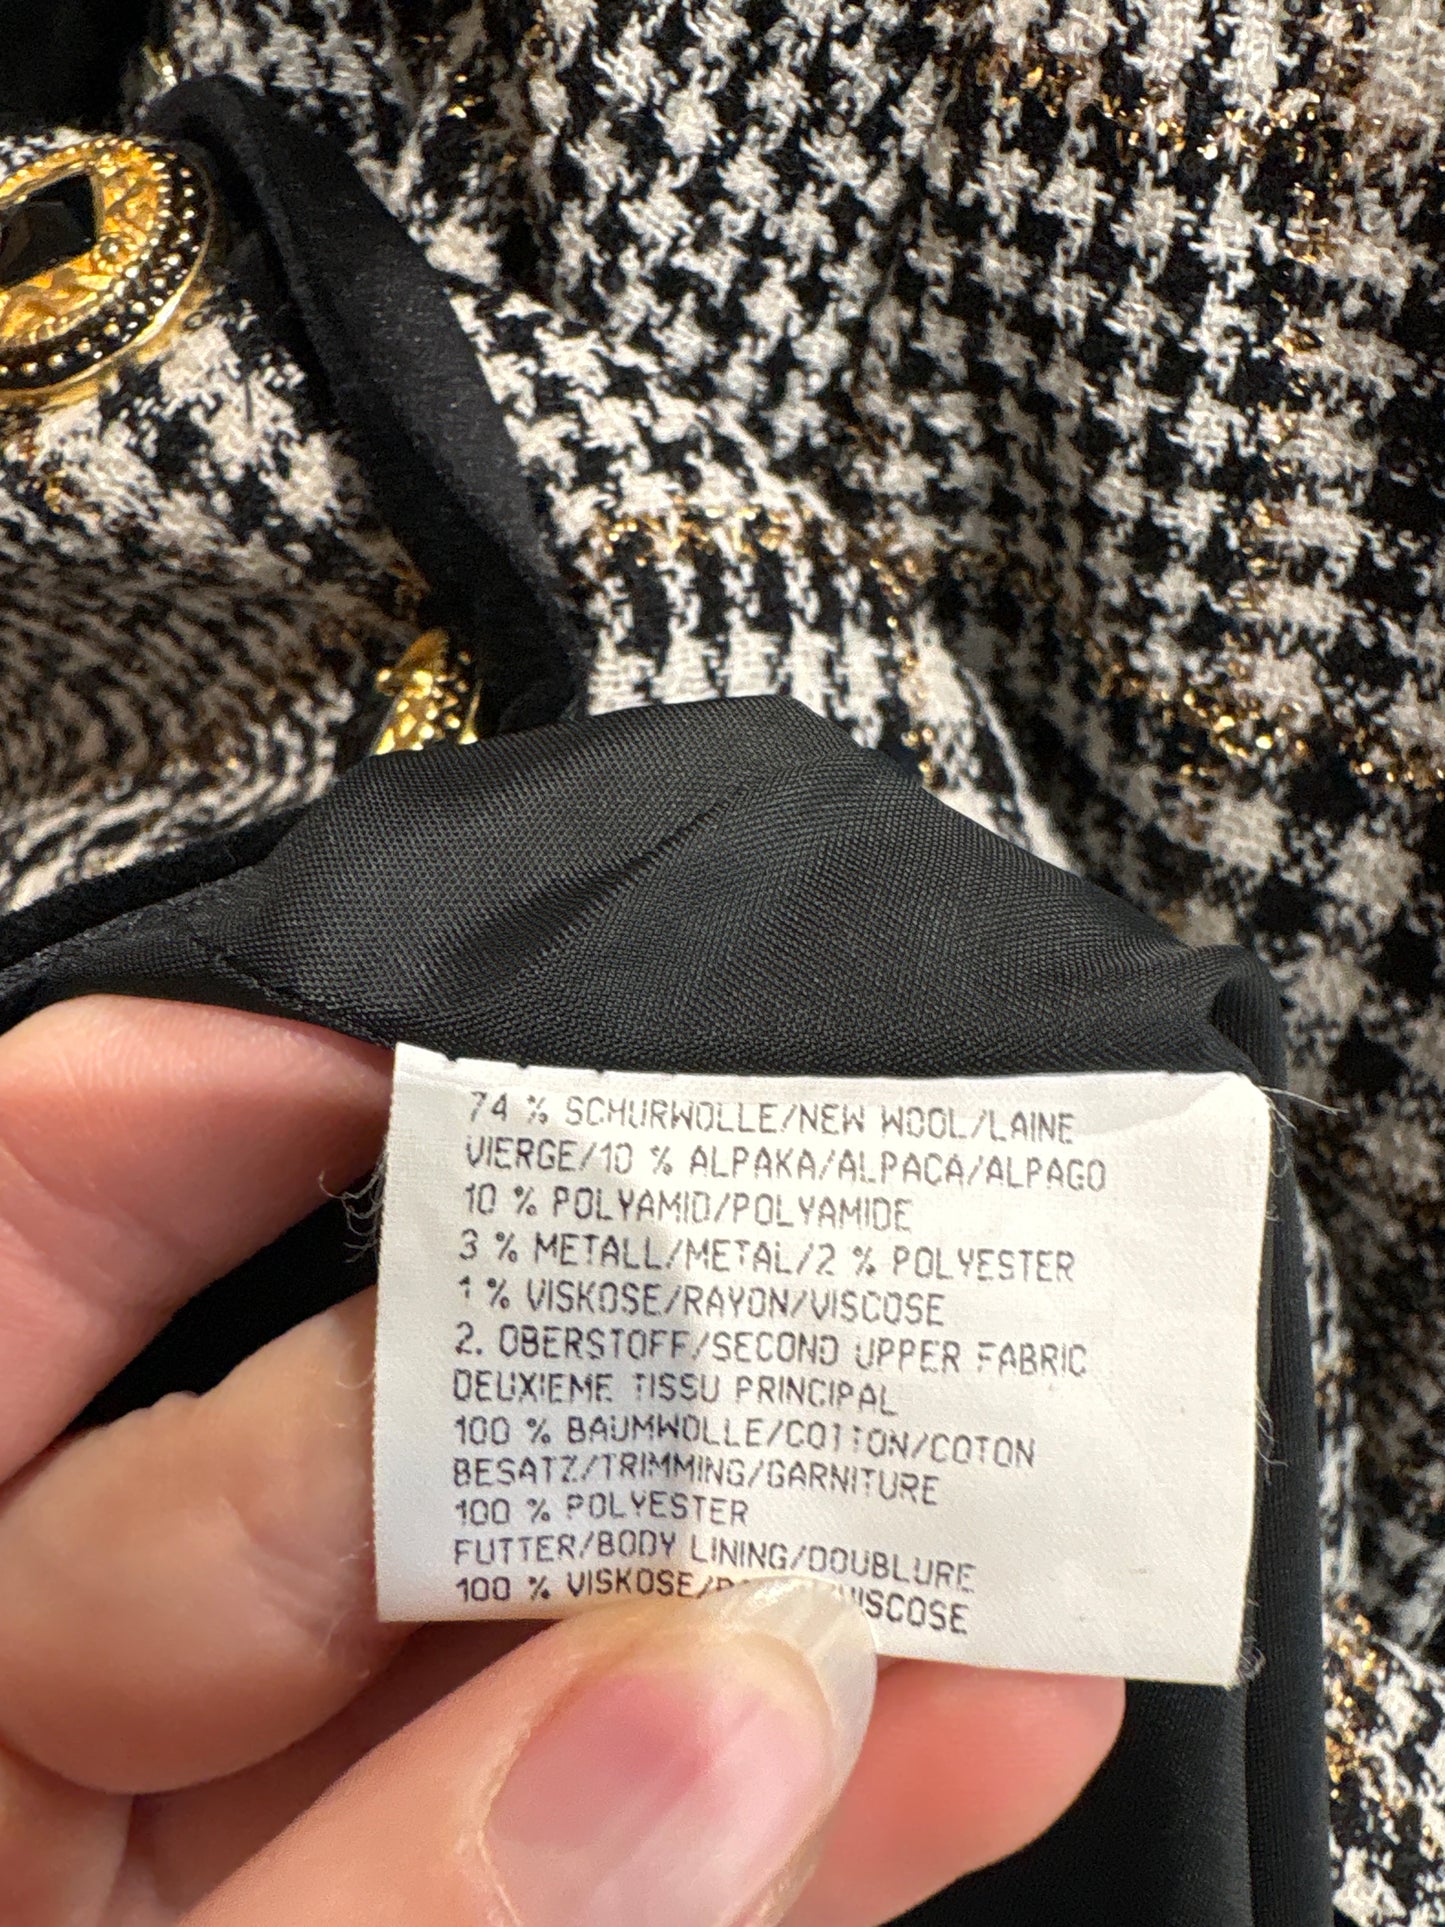 74 % SCHURWOLLE/NEW WOOL/LAINE
VIERGE/10 % ALPAKA/ALPACA/ALPAGO
10 % POLYAMID/POLYAMIDE
3 % METALL/METAL/2 % POLYESTER
1 % VISKOSE/RAYON/VISCOSE
2. OBERSTOFF/SECOND UPPER FABRIC
DEUXIEME TISSU PRINCIPAL
100 % BAUMWOLLE/COTTON/COTON
BESATZ/TRIMMING/GARNITURE
100 % POLYESTER
FUTTER/BODY LINING/DOUBLURE
100 % VISKOSE/ VISCOSE